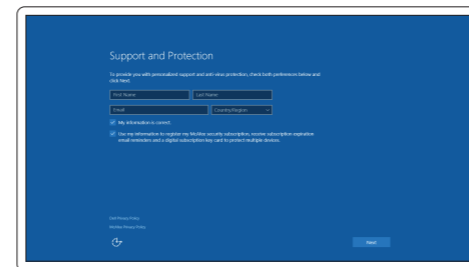 Support and Protection
To provide you with personalized support and anti-virus protection, check both preferences below and
click Next.
First Name
Last Name
Email
Country/Region
My information is correct.
Use my information to register my McAfee security subscription, receive subscription expiration
email reminders and a digital subscription key card to protect multiple devices.
Dell Privacy Policy
McAfee Privacy Policy
Next